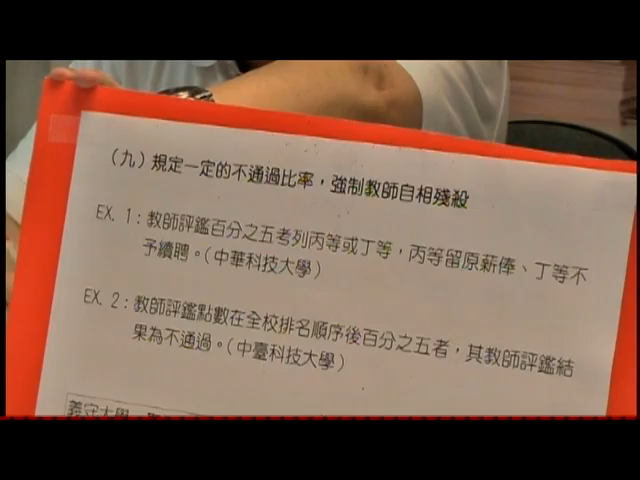 （九）規定一定的不通過比率，強制教師自相殘殺
EX. 1：教師評鑑百分之五考列丙等或丁等，丙等留原薪俸、丁等不
予續聘。（中華科技大學）
EX. 2：教師評鑑點數在全校排名順序後百分之五者，其教師評鑑結
果為不通過。（中臺科技大學）
義守大學